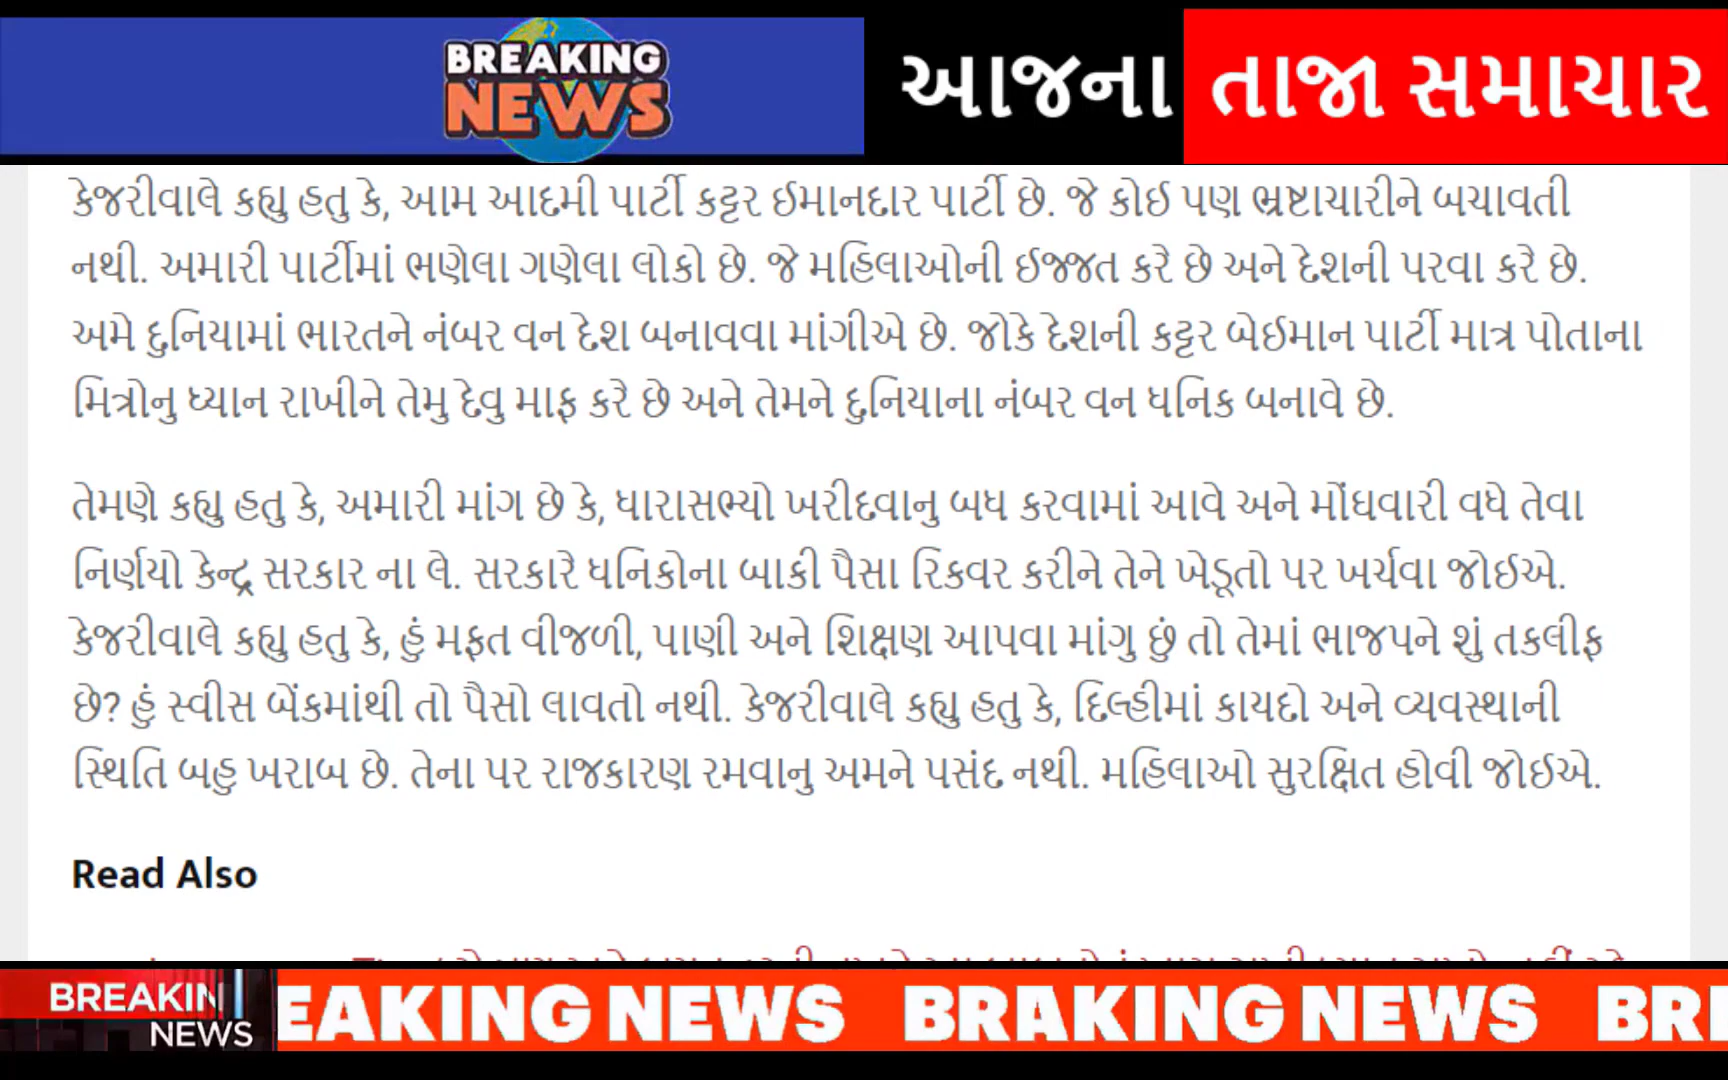 BREAKING
NEWS
આજના તાજા સમાચાર
કેજરીવાલે કહ્યુ હતુ કે, આમ આદમી પાર્ટી કટ્ટર ઈમાનદાર પાર્ટી છે. જે કોઈ પણ ભ્રષ્ટાચારીને બચાવતી
નથી. અમારી પાર્ટીમાં ભણેલા ગણેલા લોકો છે. જે મહિલાઓની ઈજ્જત કરે છે અને દેશની પરવા કરે છે.
અમે દુનિયામાં ભારતને નંબર વન દેશ બનાવવા માંગીએ છે. જોકે દેશની કટ્ટર બેઈમાન પાર્ટી માત્ર પોતાના
મિત્રોનુ ધ્યાન રાખીને તેમુ દેવુ માફ કરે છે અને તેમને દુનિયાના નંબર વન ધનિક બનાવે છે.
તેમણે કહ્યુ હતુ કે, અમારી માંગ છે કે, ધારાસભ્યો ખરીદવાનુ બધ કરવામાં આવે અને મોંઘવારી વધે તેવા
નિર્ણયો કેન્દ્ર સરકાર ના લે. સરકારે ધનિકોના બાકી પૈસા રિકવર કરીને તેને ખેડૂતો પર ખર્ચવા જોઈએ.
કેજરીવાલે કહ્યુ હતુ કે, હું મફત વીજળી, પાણી અને શિક્ષણ આપવા માંગુ છું તો તેમાં ભાજપને શું તકલીફ
છે? હું સ્વીસ બેંકમાંથી તો પૈસો લાવતો નથી. કેજરીવાલે કહ્યુ હતુ કે, દિલ્હીમાં કાયદો અને વ્યવસ્થાની
સ્થિતિ બહુ ખરાબ છે. તેના પર રાજકારણ રમવાનુ અમને પસંદ નથી. મહિલાઓ સુરક્ષિત હોવી જોઈએ.
Read Also
BREAKIN
NEWS
EAKING NEWS BRAKING NEWS BRE